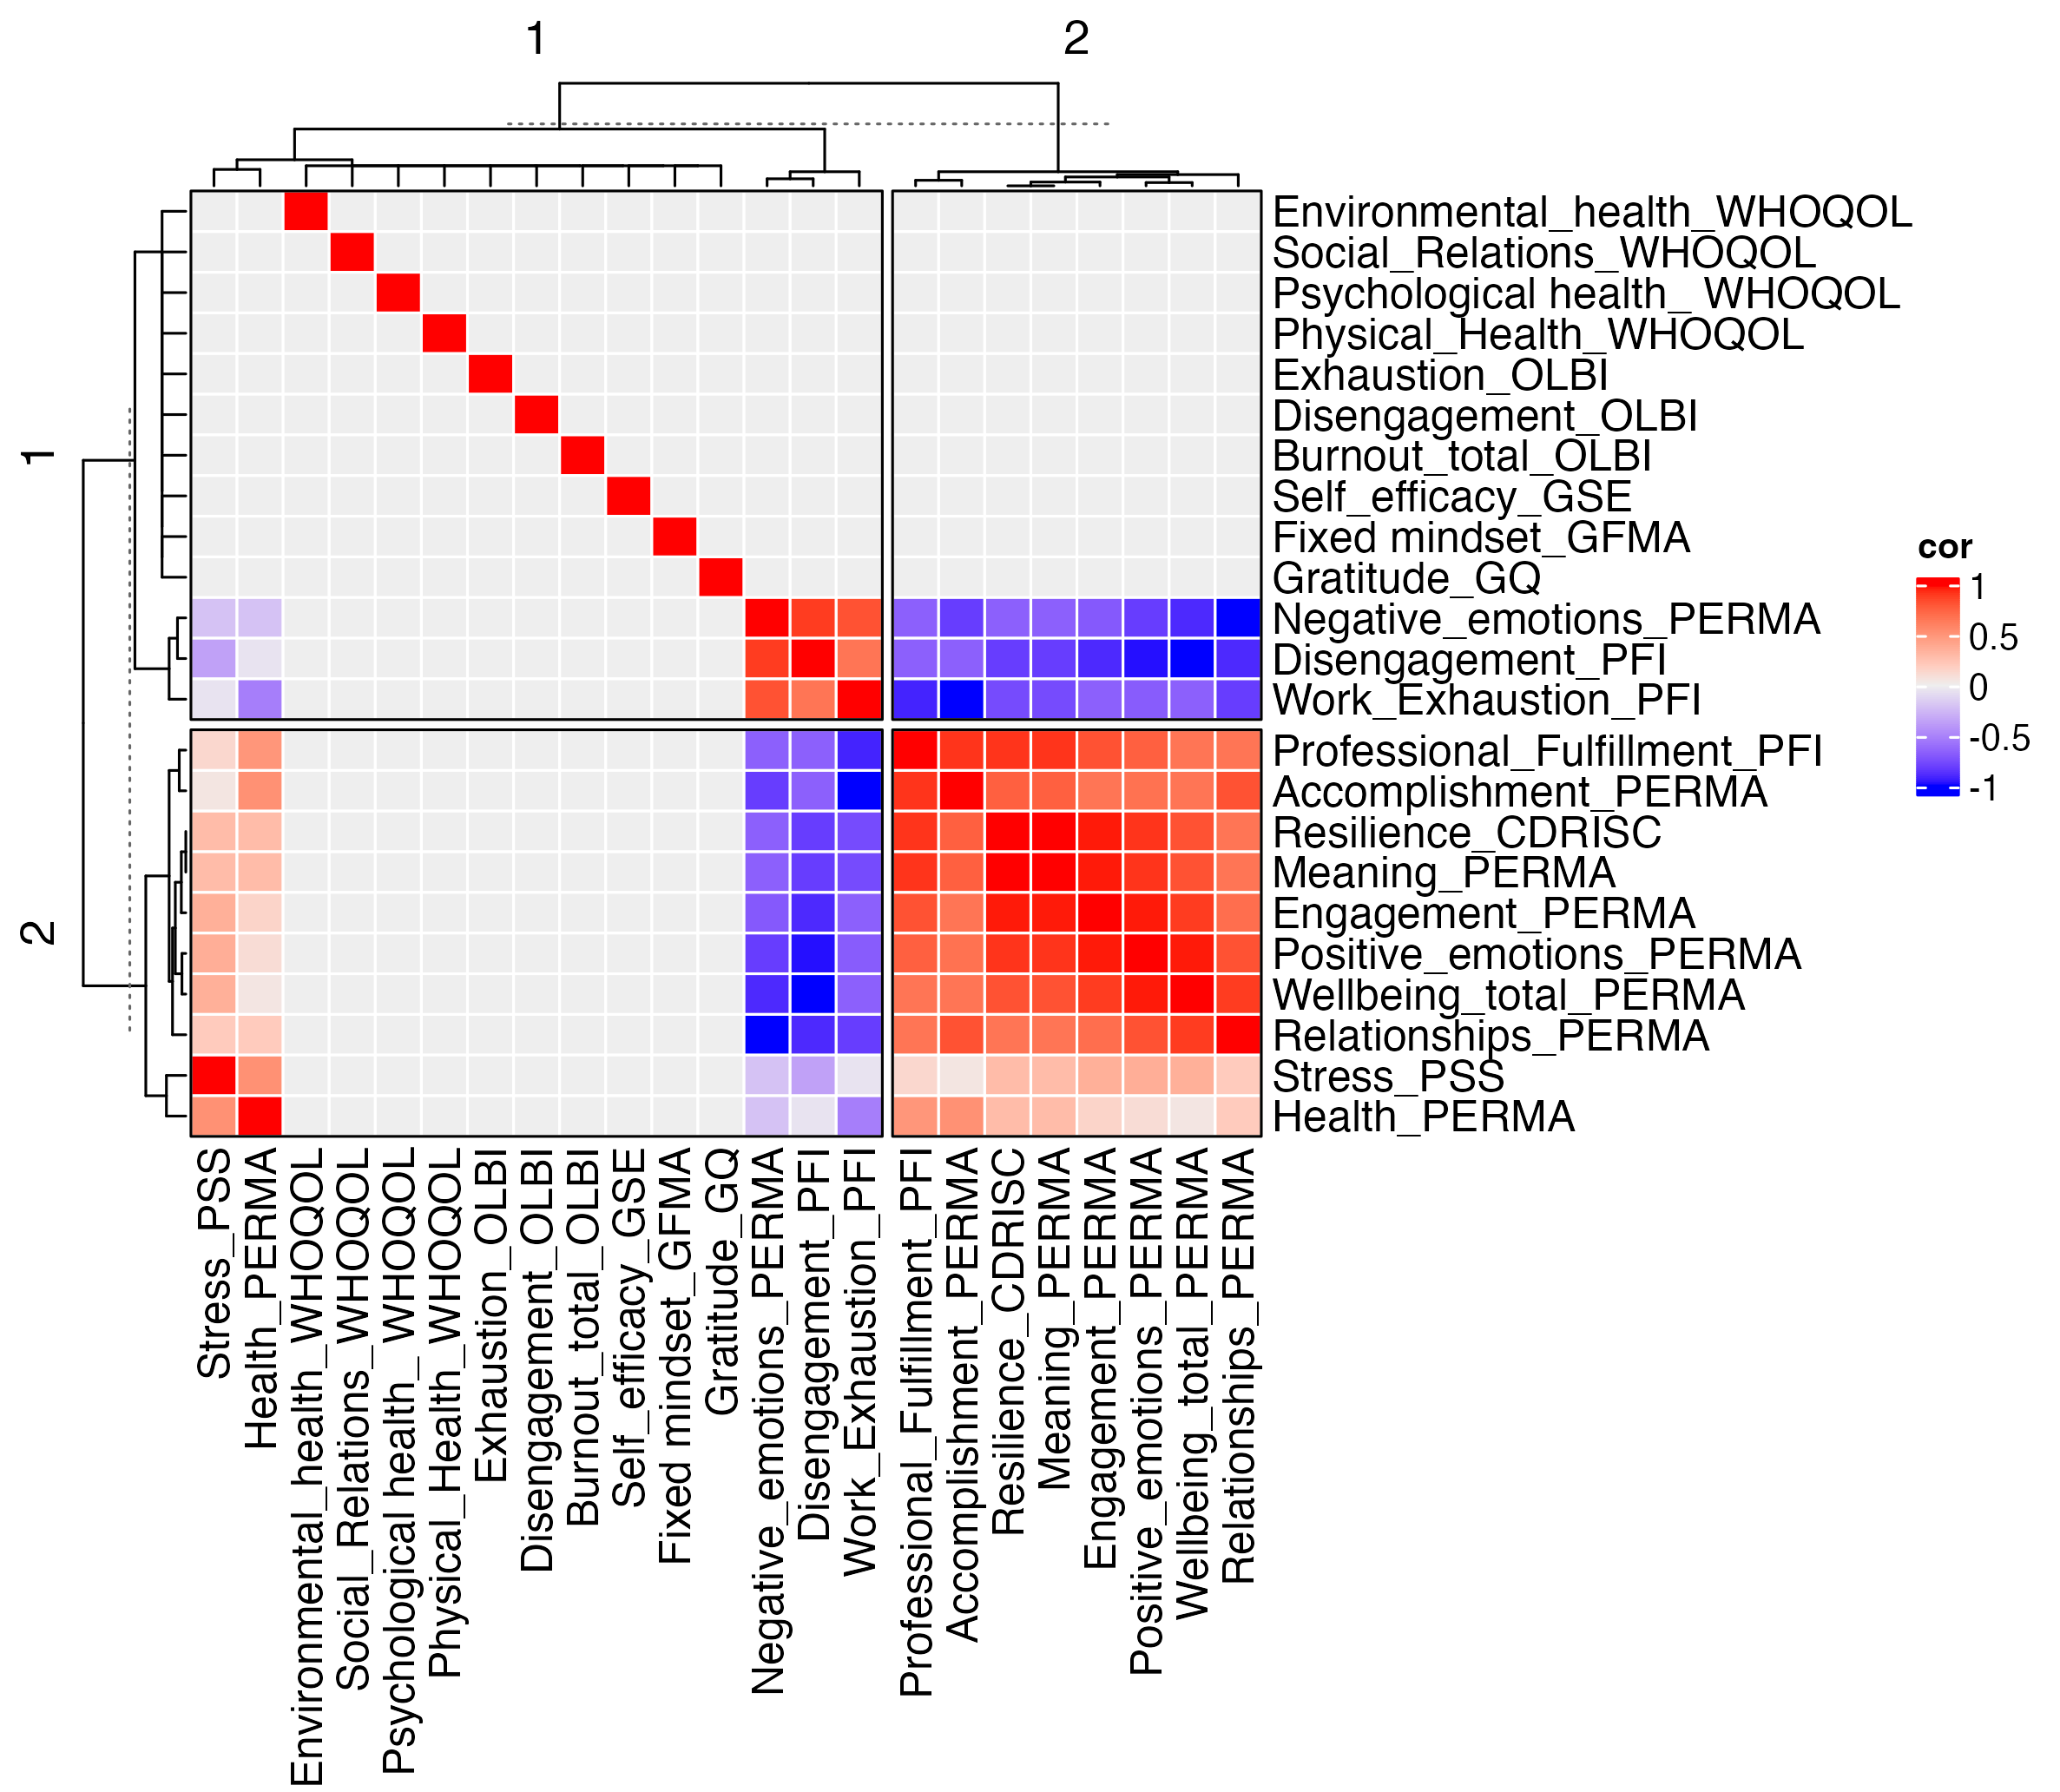 1
2
1
2
Environmental_health_WHOQOL
Social_Relations_WHOQOL
Psychological health_ WHOQOL
Physical_Health_WHOQOL
Exhaustion_OLBI
Disengagement_OLBI
Burnout_total_OLBI
Self_efficacy_GSE
Fixed mindset_GFMA
Gratitude_GQ
Negative_emotions_PERMA
Disengagement_PFI
Work_Exhaustion_PFI
Professional_Fulfillment_PFI
Accomplishment_PERMA
Resilience_CDRISC
Meaning_PERMA
Engagement_PERMA
Positive_emotions_PERMA
Wellbeing_total_PERMA
Relationships_PERMA
Stress_PSS
Health_PERMA
cor
1
0.5
0
-0.5
-1
Stress_PSS
Health_PERMA
Environmental_health_WHOQOL
Social_Relations_WHOQOL
Psychological health_ WHOQOL
Physical_Health_WHOQOL
Exhaustion_OLBI
Disengagement_OLBI
Burnout_total_OLBI
Self_efficacy_GSE
Fixed mindset_GFMA
Gratitude_GQ
Negative_emotions_PERMA
Disengagement_PFI
Work_Exhaustion_PFI
Professional_Fulfillment_PFI
Accomplishment_PERMA
Resilience_CDRISC
Meaning_PERMA
Engagement_PERMA
Positive_emotions_PERMA
Wellbeing_total_PERMA
Relationships_PERMA